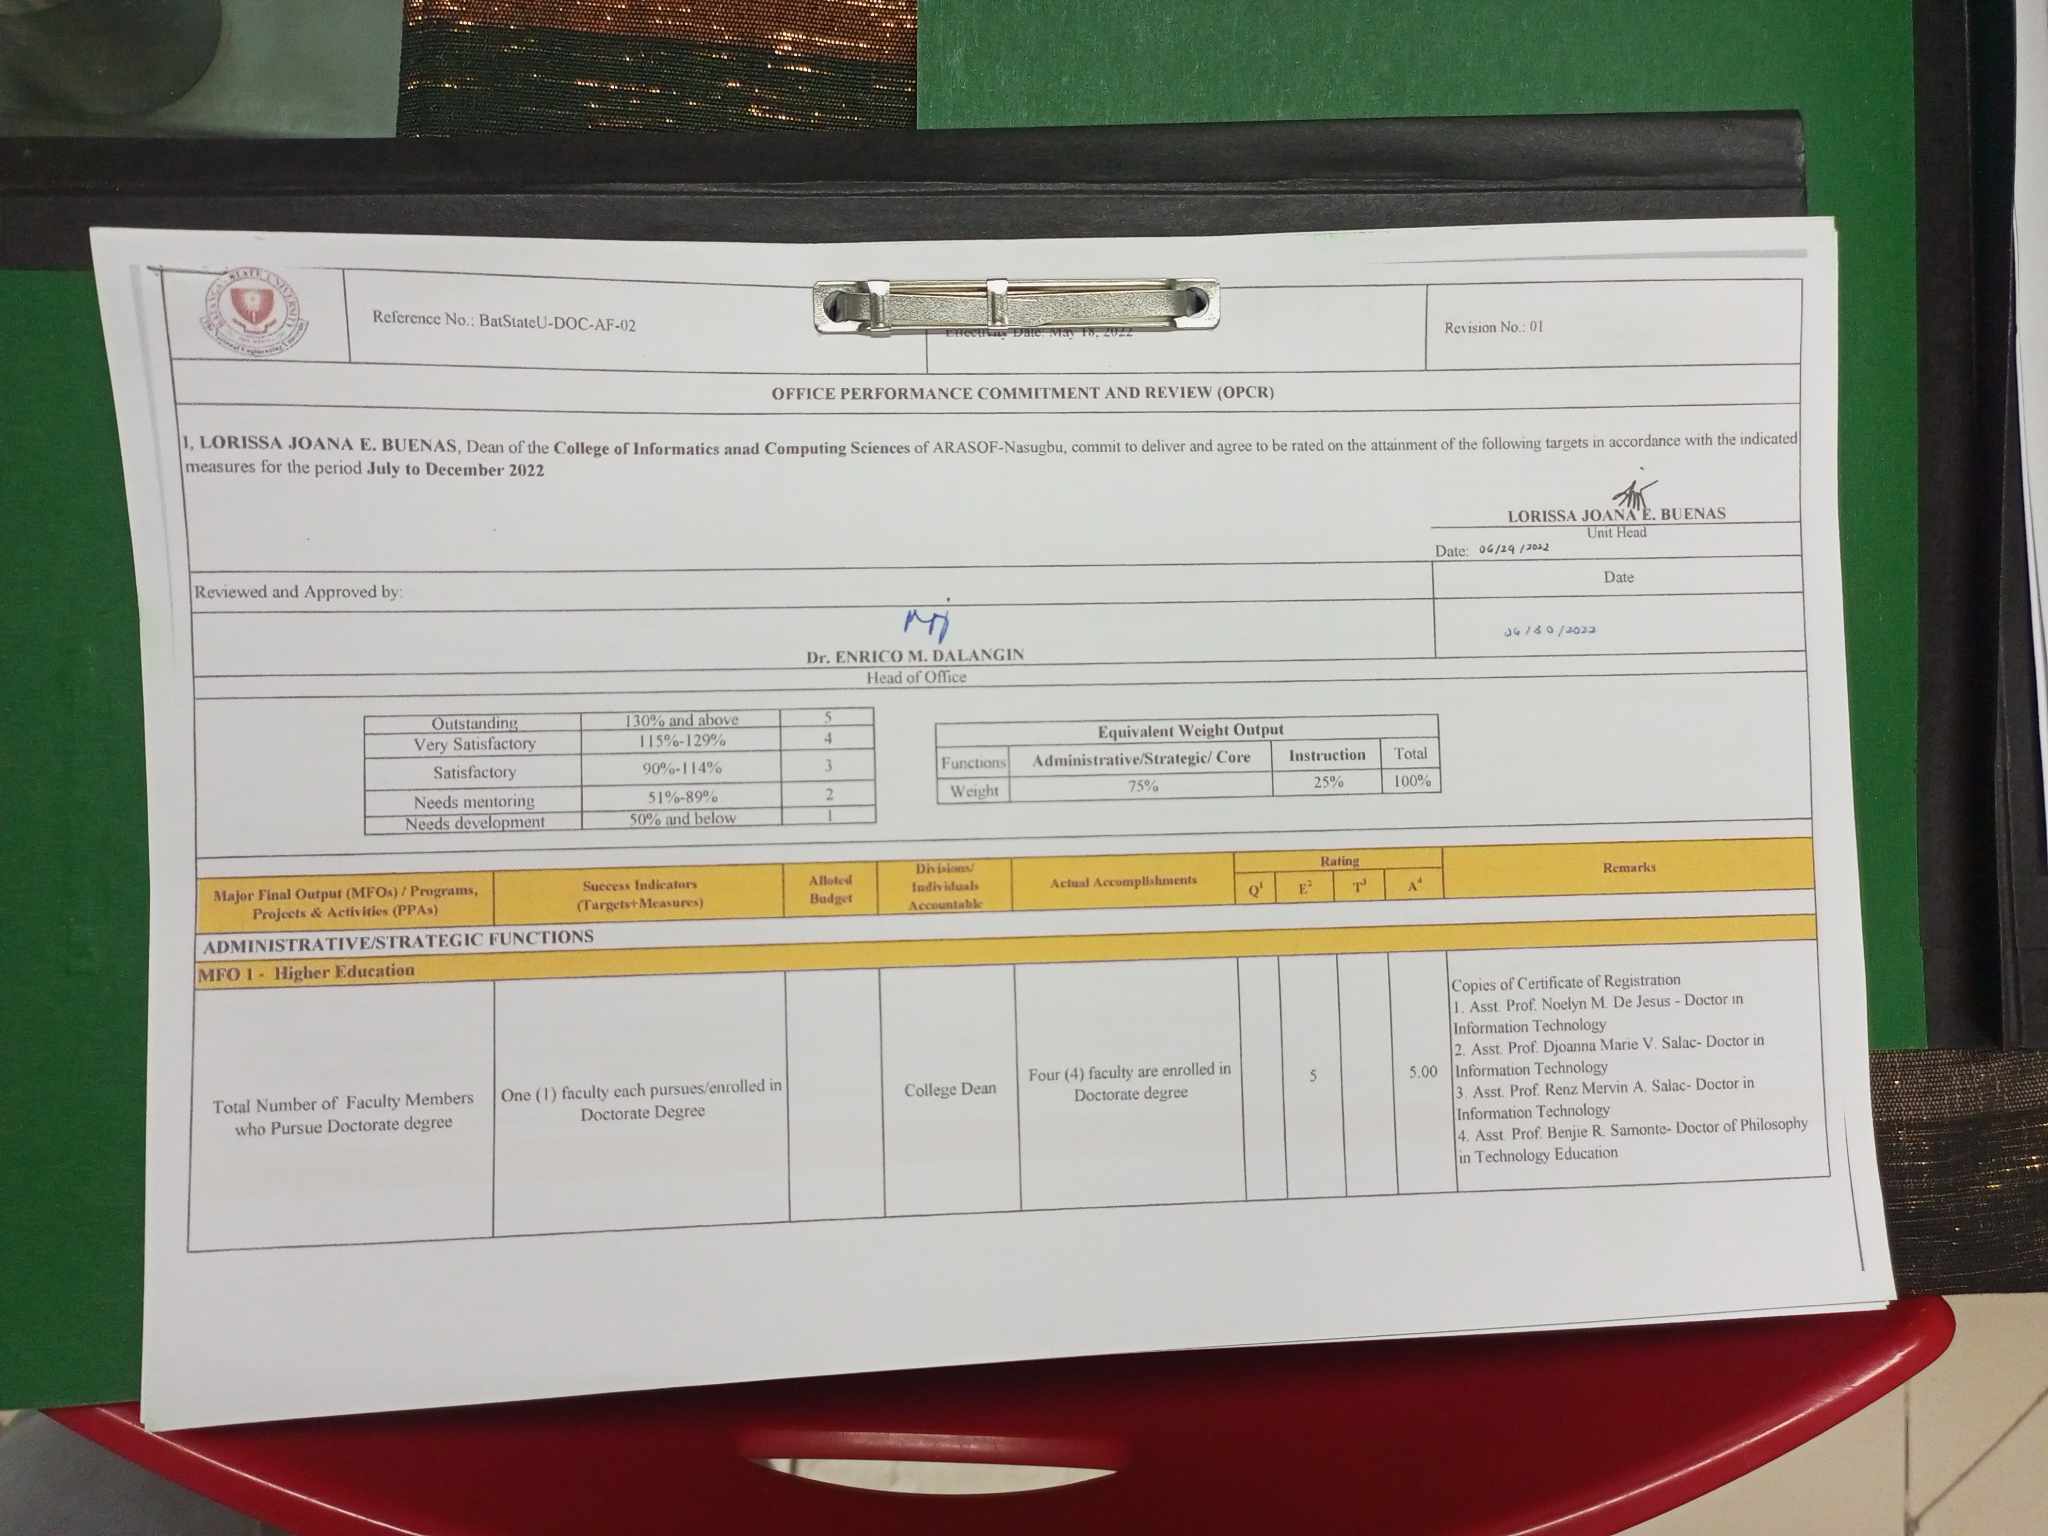 BATANGAS STATE UNIVERSITY
Reference No.: BatStateU-DOC-AF-02
Effectivity Date: May 18, 2022
Revision No.: 01
OFFICE PERFORMANCE COMMITMENT AND REVIEW (OPCR)
I, LORISSA JOANA E. BUENAS, Dean of the College of Informatics anad Computing Sciences of ARASOF-Nasugbu, commit to deliver and agree to be rated on the attainment of the following targets in accordance with the indicated
measures for the period July to December 2022
LORISSA JOANA E. BUENAS
Unit Head
Date: 06/29/2022
Reviewed and Approved by:
Date
06/30/2022
Dr. ENRICO M. DALANGIN
Head of Office
Outstanding 130% and above 5
Very Satisfactory 115%-129% 4
Satisfactory 90%-114% 3
Needs mentoring 51%-89% 2
Needs development 50% and below 1
Equivalent Weight Output
Functions Administrative/Strategic/ Core Instruction Total
Weight 75% 25% 100%
Major Final Output (MFOs) / Programs,
Projects & Activities (PPAs)
Success Indicators
(Targets+Measures)
Alloted
Budget
Divisions/
Individuals
Accountable
Actual Accomplishments
Rating
Q¹ E² T³ A⁴
Remarks
ADMINISTRATIVE/STRATEGIC FUNCTIONS
MFO 1 - Higher Education
Total Number of Faculty Members
who Pursue Doctorate degree
One (1) faculty each pursues/enrolled in
Doctorate Degree
College Dean
Four (4) faculty are enrolled in
Doctorate degree
5
5.00
Copies of Certificate of Registration
1. Asst. Prof. Noelyn M. De Jesus - Doctor in
Information Technology
2. Asst. Prof. Djoanna Marie V. Salac- Doctor in
Information Technology
3. Asst. Prof. Renz Mervin A. Salac- Doctor in
Information Technology
4. Asst. Prof. Benjie R. Samonte- Doctor of Philosophy
in Technology Education